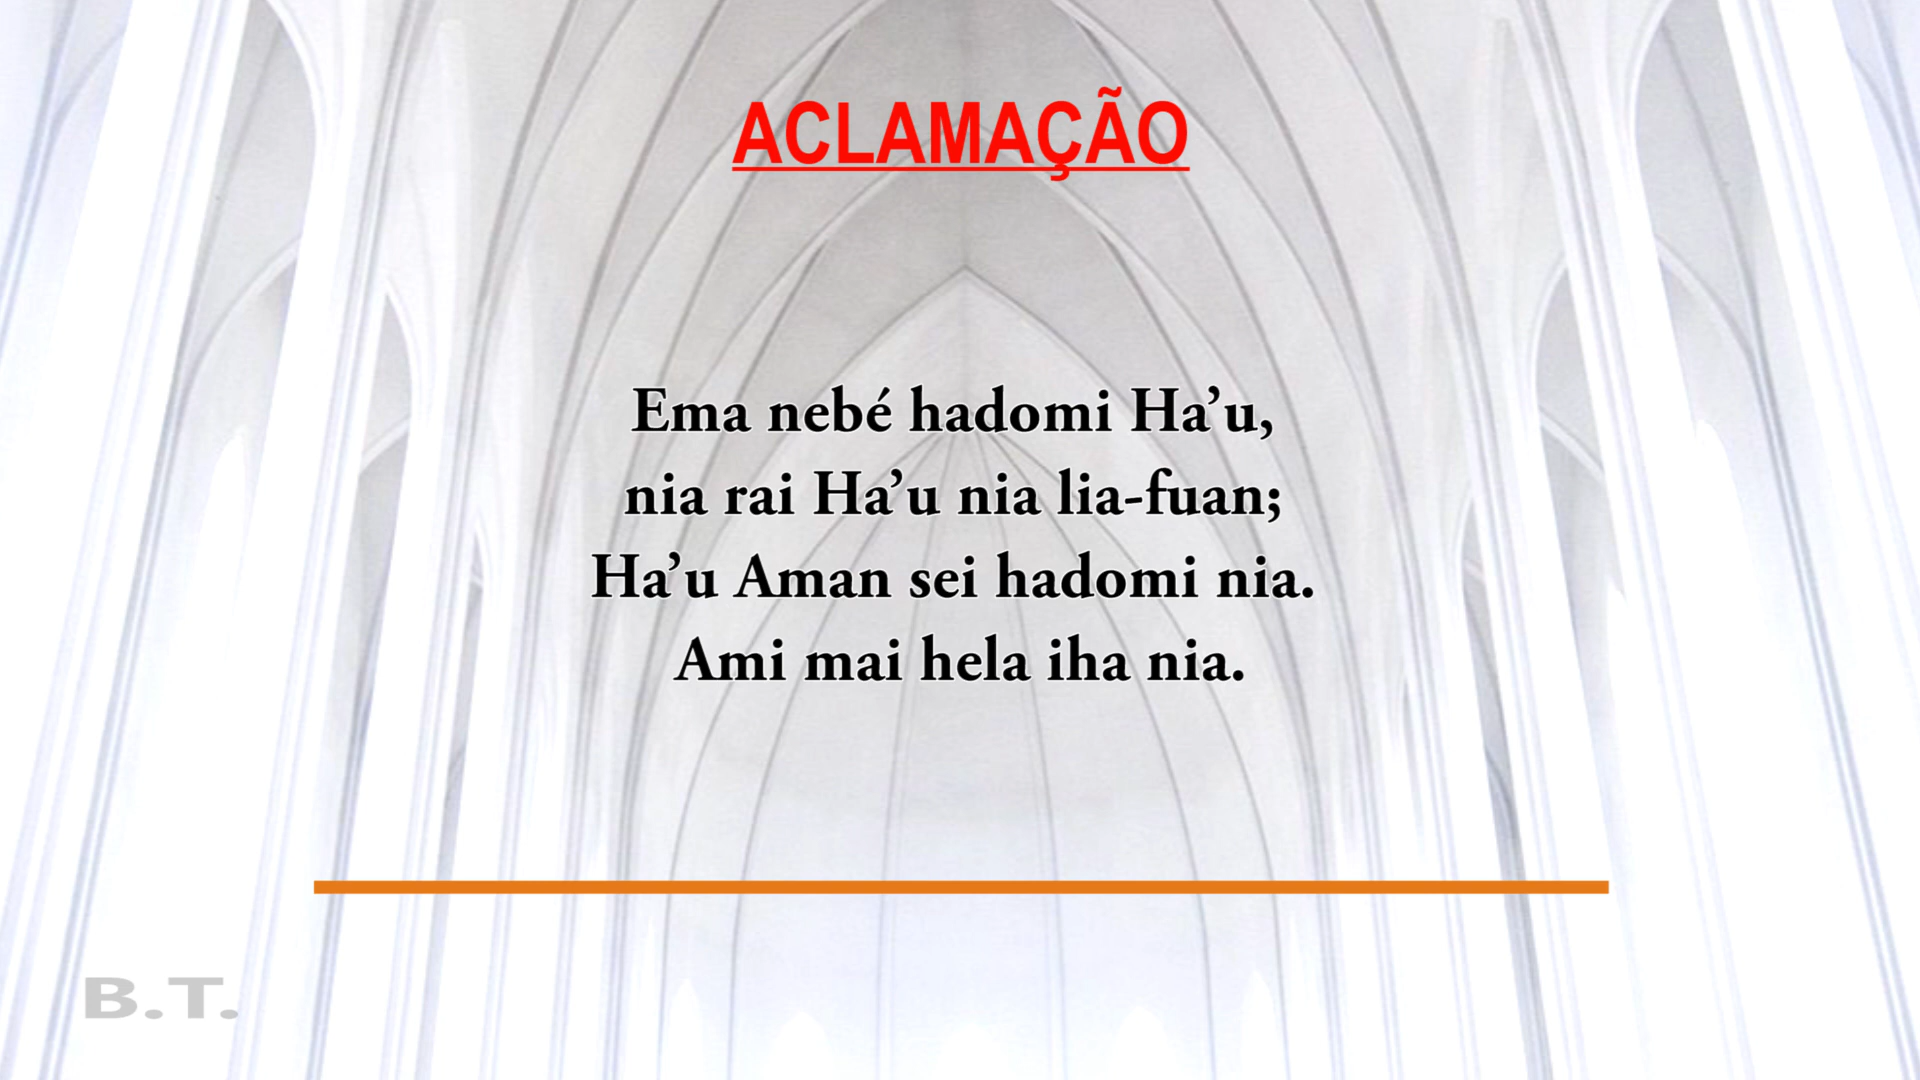 ACLAMAÇÃO
Ema nebé hadomi Ha’u,
nia rai Ha’u nia lia-fuan;
Ha’u Aman sei hadomi nia.
Ami mai hela iha nia.
B.T.